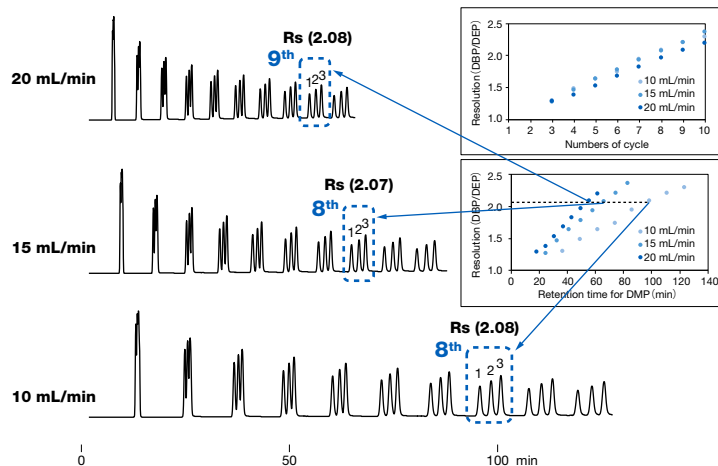 20 mL/min
Rs (2.08)
9th
1 2 3
15 mL/min
Rs (2.07)
8th
1 2 3
10 mL/min
Rs (2.08)
8th
1 2 3
0 50 100 min
Resolution (DBP/DEP)
2.5
2.0
1.5
1.0
1 2 3 4 5 6 7 8 9 10
Numbers of cycle
10 mL/min
15 mL/min
20 mL/min
Resolution (DBP/DEP)
2.5
2.0
1.5
1.0
0 20 40 60 80 100 120 140
Retention time for DMP (min)
10 mL/min
15 mL/min
20 mL/min